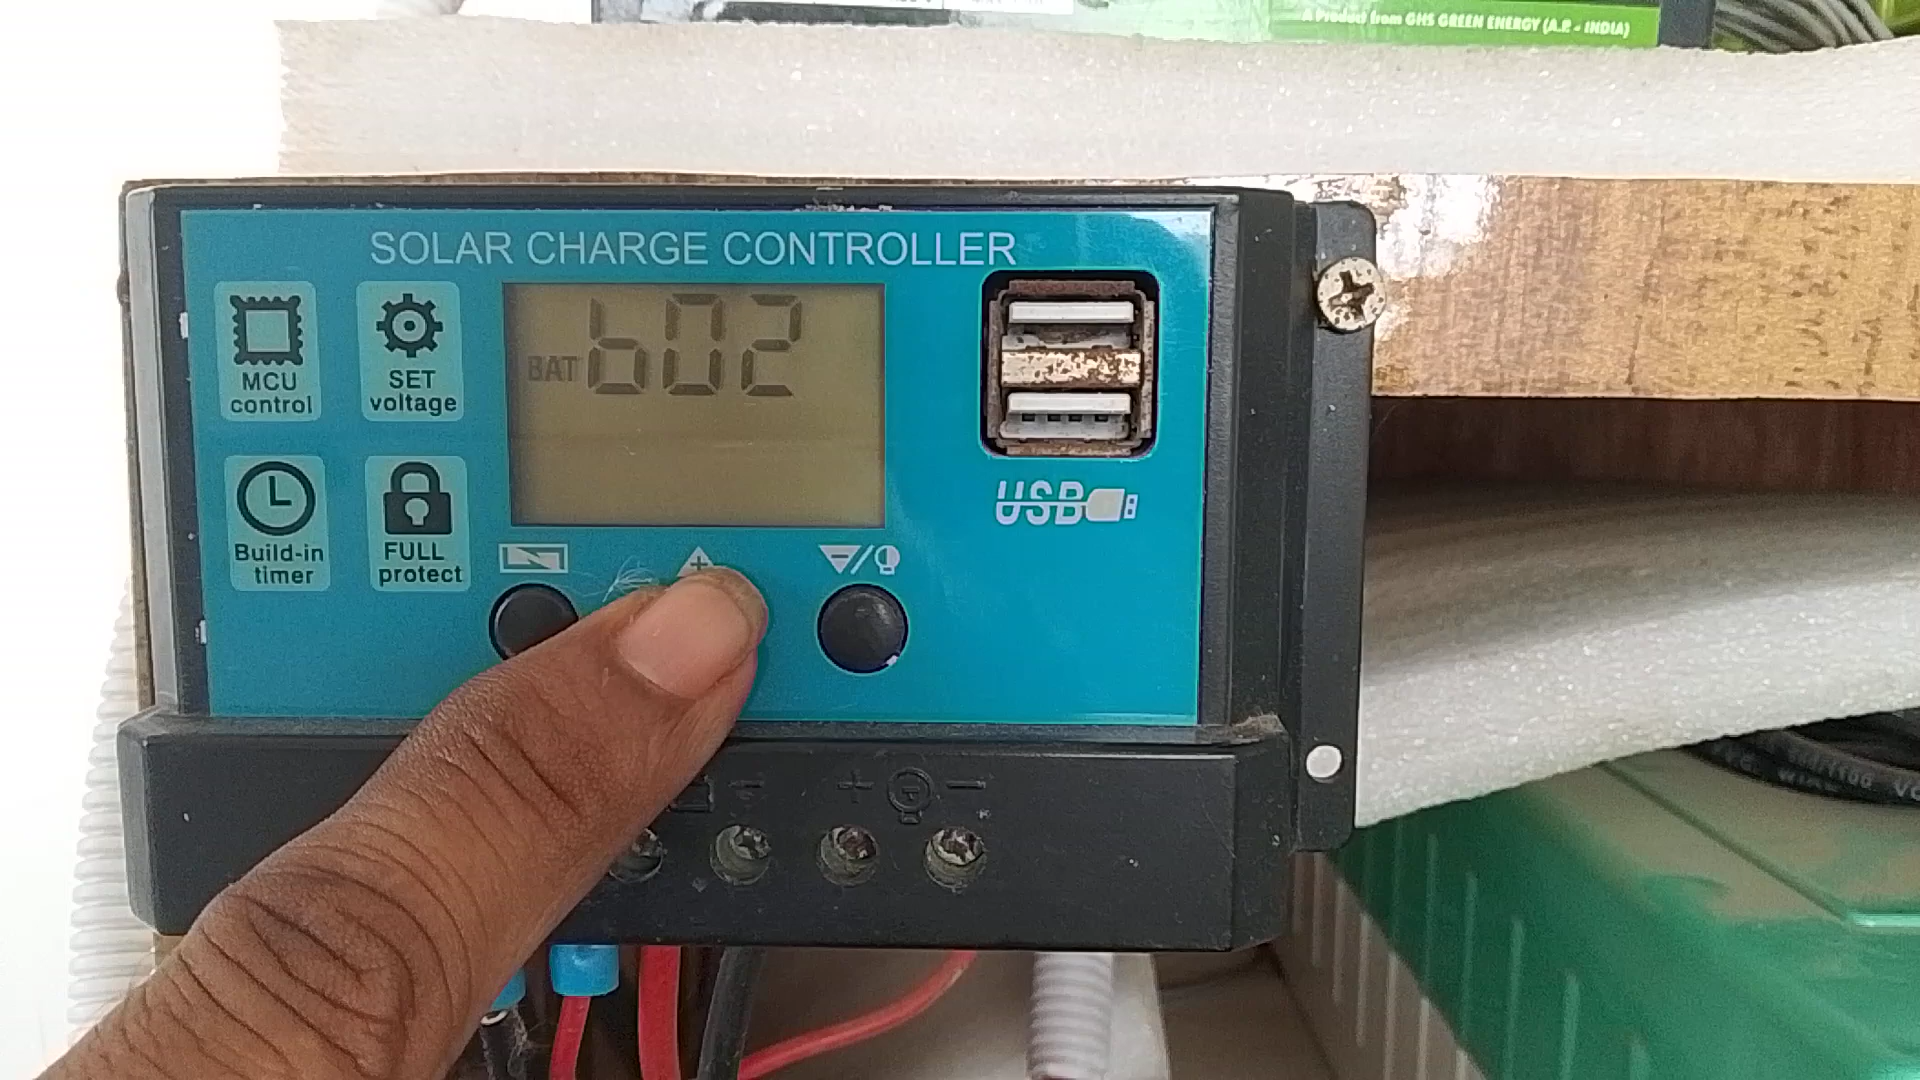 A Product from GHS GREEN ENERGY (A.P. - INDIA)
SOLAR CHARGE CONTROLLER
MCU
control
SET
voltage
BAT b02
Build-in
timer
FULL
protect
USB
+ -